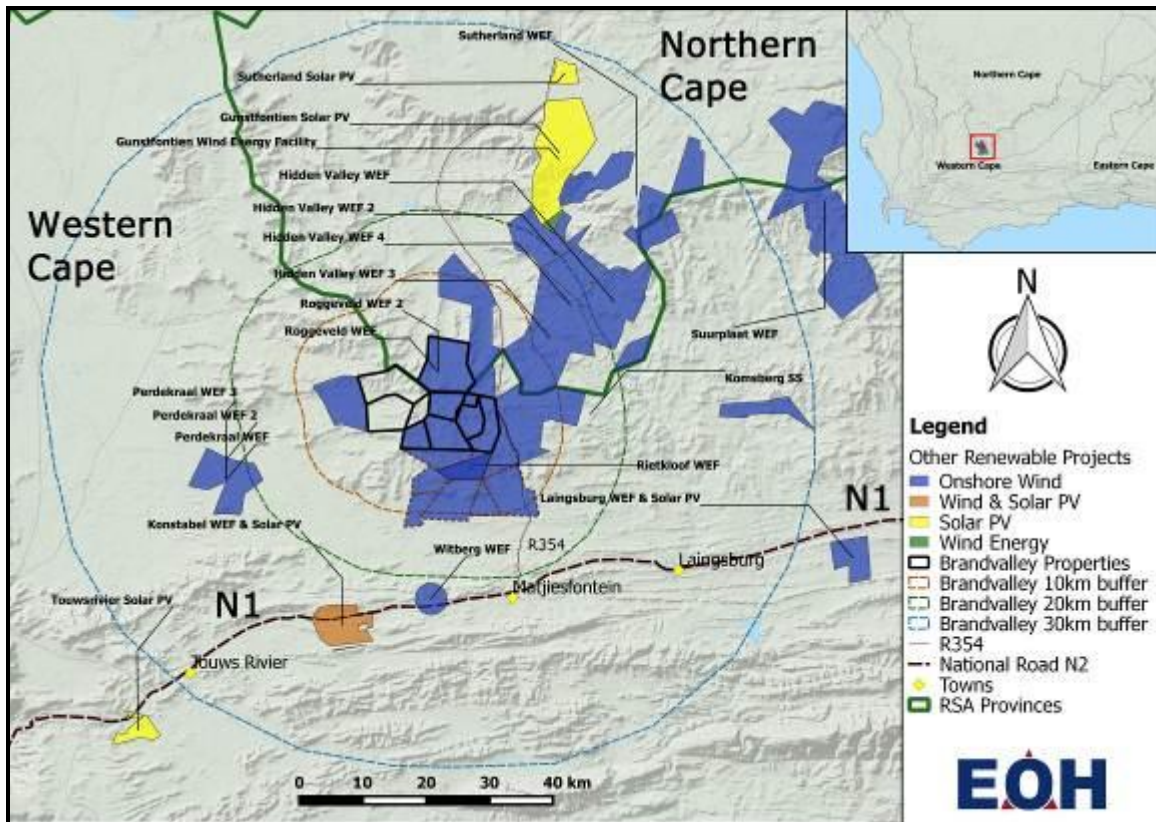 Sutherland WEF
Northern
Cape
Sutherland Solar PV
Gunstfontien Solar PV
Gunstfontien Wind Energy Facility
Hidden Valley WEF
Western
Cape
Hidden Valley WEF 2
Hidden Valley WEF 4
Hidden Valley WEF 3
Roggeveld WEF 2
Roggeveld WEF
Suurplaat WEF
Komsberg SS
Perdekraal WEF 3
Perdekraal WEF 2
Perdekraal WEF
Rietkloof WEF
Laingsburg WEF & Solar PV
N1
Konstabel WEF & Solar PV
Witberg WEF
R354
Laingsburg
Matjiesfontein
Touwsrivier Solar PV
N1
Touws Rivier
0 10 20 30 40 km
Northern Cape
Western Cape
Eastern Cape
N
Legend
Other Renewable Projects
Onshore Wind
Wind & Solar PV
Solar PV
Wind Energy
Brandvalley Properties
Brandvalley 10km buffer
Brandvalley 20km buffer
Brandvalley 30km buffer
R354
National Road N2
Towns
RSA Provinces
EOH